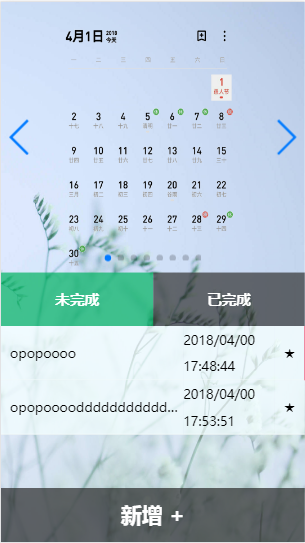 4月1日 2018 今天
一 二 三 四 五 六 日
1
愚人节
2 3 4 5 6 7 8
十七 十八 十九 清明 廿一 廿二 廿三
9 10 11 12 13 14 15
廿四 廿五 廿六 廿七 廿八 廿九 三十
16 17 18 19 20 21 22
三月 初二 初三 初四 谷雨 初六 初七
23 24 25 26 27 28 29
初八 初九 初十 十一 十二 十三 十四
30
未完成 已完成
opopoooo 2018/04/00 17:48:44 ★
opopoooodddddddddddd... 2018/04/00 17:53:51 ★
新增 +